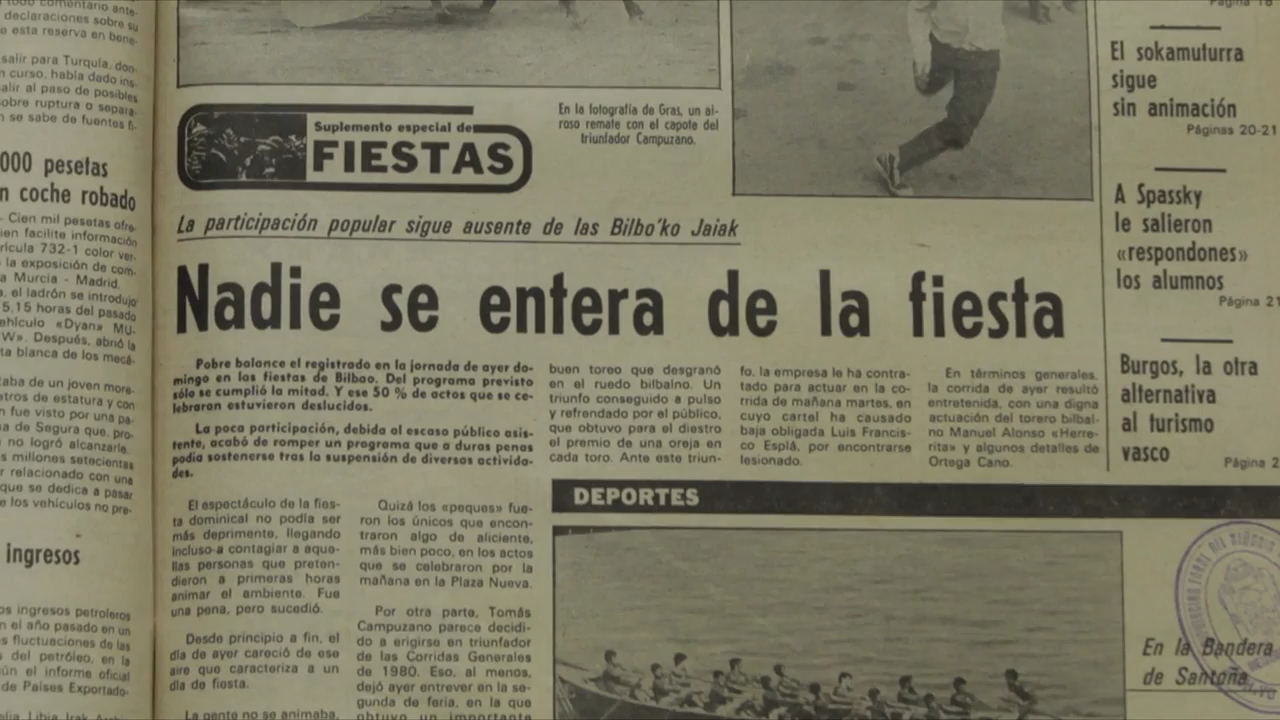 declaraciones sobre su
e esta reserva en bene-
salir para Turquía, don-
n curso, había dado ins-
alir al paso de posibles
obre ruptura o separa-
n se sabe de fuentes fi-
000 pesetas
n coche robado
- Cien mil pesetas ofre-
ien facilite información
rícula 732-1 color ver-
la exposición de com-
a Murcia - Madrid.
a, el ladrón se introdujo
5,15 horas del pasado
ehículo «Dyan» MU-
W». Después, abrió la
ta blanca de los mecá-
taba de un joven more-
tros de estatura y con
n fue visto por una pa-
na de Segura que, pro-
no logró alcanzarle.
s millones setecientas
r relacionado con una
que se dedica a pasar
e los vehículos no pre-
ingresos
os ingresos petroleros
n el año pasado en un
s fluctuaciones de las
s del petróleo, en la
gún el informe oficial
de Países Exportado-
Suplemento especial de
FIESTAS
En la fotografía de Gras, un ai-
roso remate con el capote del
triunfador Campuzano.
La participación popular sigue ausente de las Bilbo'ko Jaiak
Nadie se entera de la fiesta
Pobre balance el registrado en la jornada de ayer do-
mingo en las fiestas de Bilbao. Del programa previsto
sólo se cumplió la mitad. Y ese 50 % de actos que se ce-
lebraron estuvieron deslucidos.
La poca participación, debida al escaso público asis-
tente, acabó de romper un programa que a duras penas
podía sostenerse tras la suspensión de diversas activida-
des.
El espectáculo de la fies-
ta dominical no podía ser
más deprimente, llegando
incluso a contagiar a aque-
llas personas que preten-
dieron a primeras horas
animar el ambiente. Fue
una pena, pero sucedió.
Desde principio a fin, el
día de ayer careció de ese
aire que caracteriza a un
día de fiesta.
La gente no se animaba,
Quizá los «peques» fue-
ron los únicos que encon-
traron algo de aliciente,
más bien poco, en los actos
que se celebraron por la
mañana en la Plaza Nueva.
Por otra parte, Tomás
Campuzano parece decidi-
do a erigirse en triunfador
de las Corridas Generales
de 1980. Eso, al menos,
dejó ayer entrever en la se-
gunda de feria, en la que
obtuvo un importante
buen toreo que desgranó
en el ruedo bilbaíno. Un
triunfo conseguido a pulso
y refrendado por el público,
que obtuvo para el diestro
el premio de una oreja en
cada toro. Ante este triun-
fo, la empresa le ha contra-
tado para actuar en la co-
rrida de mañana martes, en
cuyo cartel ha causado
baja obligada Luis Francis-
co Esplá, por encontrarse
lesionado.
En términos generales,
la corrida de ayer resultó
entretenida, con una digna
actuación del torero bilbaí-
no Manuel Alonso «Herre-
rita» y algunos detalles de
Ortega Cano.
DEPORTES
En la Bandera
de Santoña
El sokamuturra
sigue
sin animación
Páginas 20-21
A Spassky
le salieron
«respondones»
los alumnos
Página 21
Burgos, la otra
alternativa
al turismo
vasco
Página 2